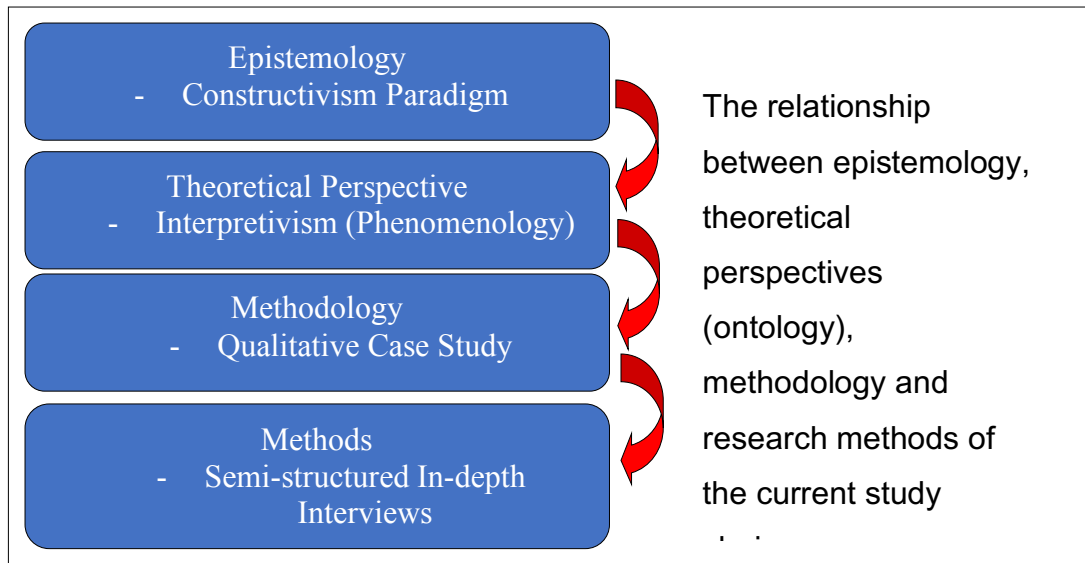 Epistemology
- Constructivism Paradigm
Theoretical Perspective
- Interpretivism (Phenomenology)
Methodology
- Qualitative Case Study
Methods
- Semi-structured In-depth
Interviews
The relationship
between epistemology,
theoretical
perspectives
(ontology),
methodology and
research methods of
the current study